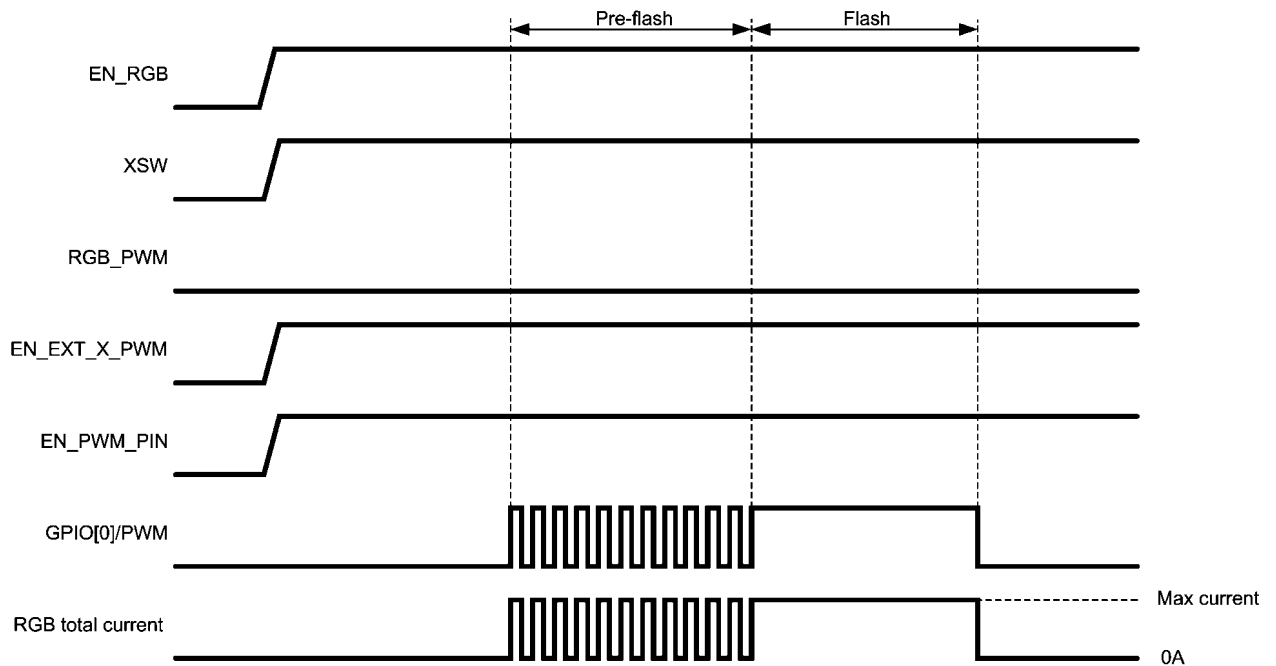 Pre-flash
Flash
EN_RGB
XSW
RGB_PWM
EN_EXT_X_PWM
EN_PWM_PIN
GPIO[0]/PWM
Max current
RGB total current
0A